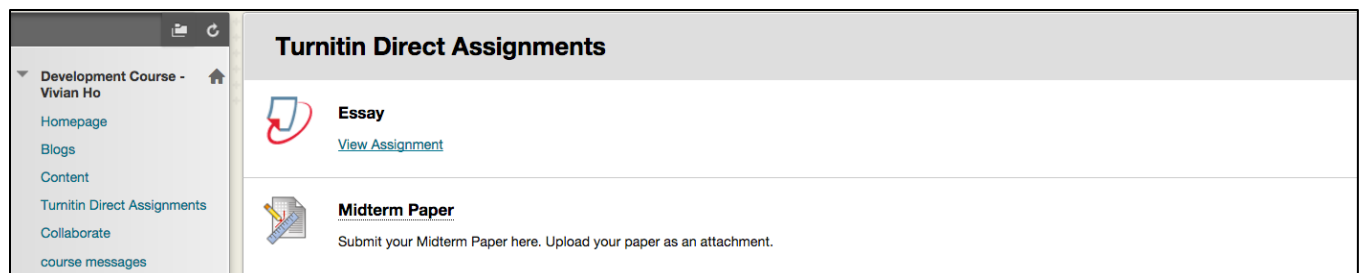 Development Course -
Vivian Ho
Homepage
Blogs
Content
Turnitin Direct Assignments
Collaborate
course messages
Turnitin Direct Assignments
Essay
View Assignment
Midterm Paper
Submit your Midterm Paper here. Upload your paper as an attachment.